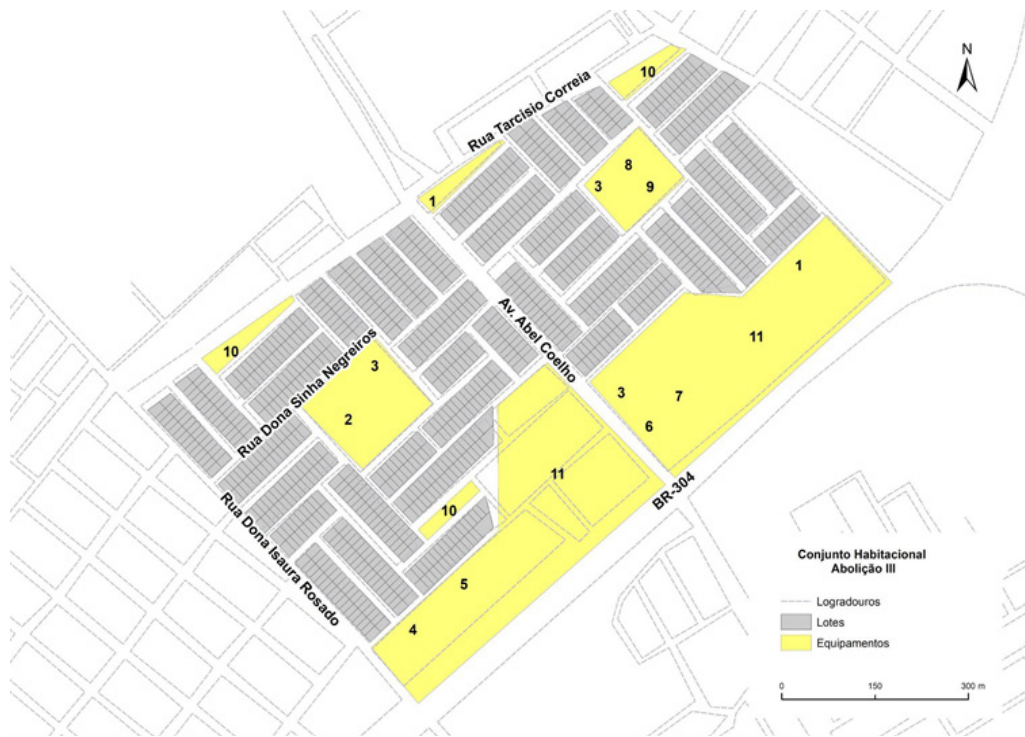 N
10
Rua Tarcisio Correia
8
3
9
1
1
Av. Abel Coelho
10
Rua Dona Sinha Negreiros
3
11
3
7
2
6
11
BR-304
10
Rua Dona Isaura Rosado
5
4
Conjunto Habitacional
Abolição III
Logradouros
Lotes
Equipamentos
0 150 300 m